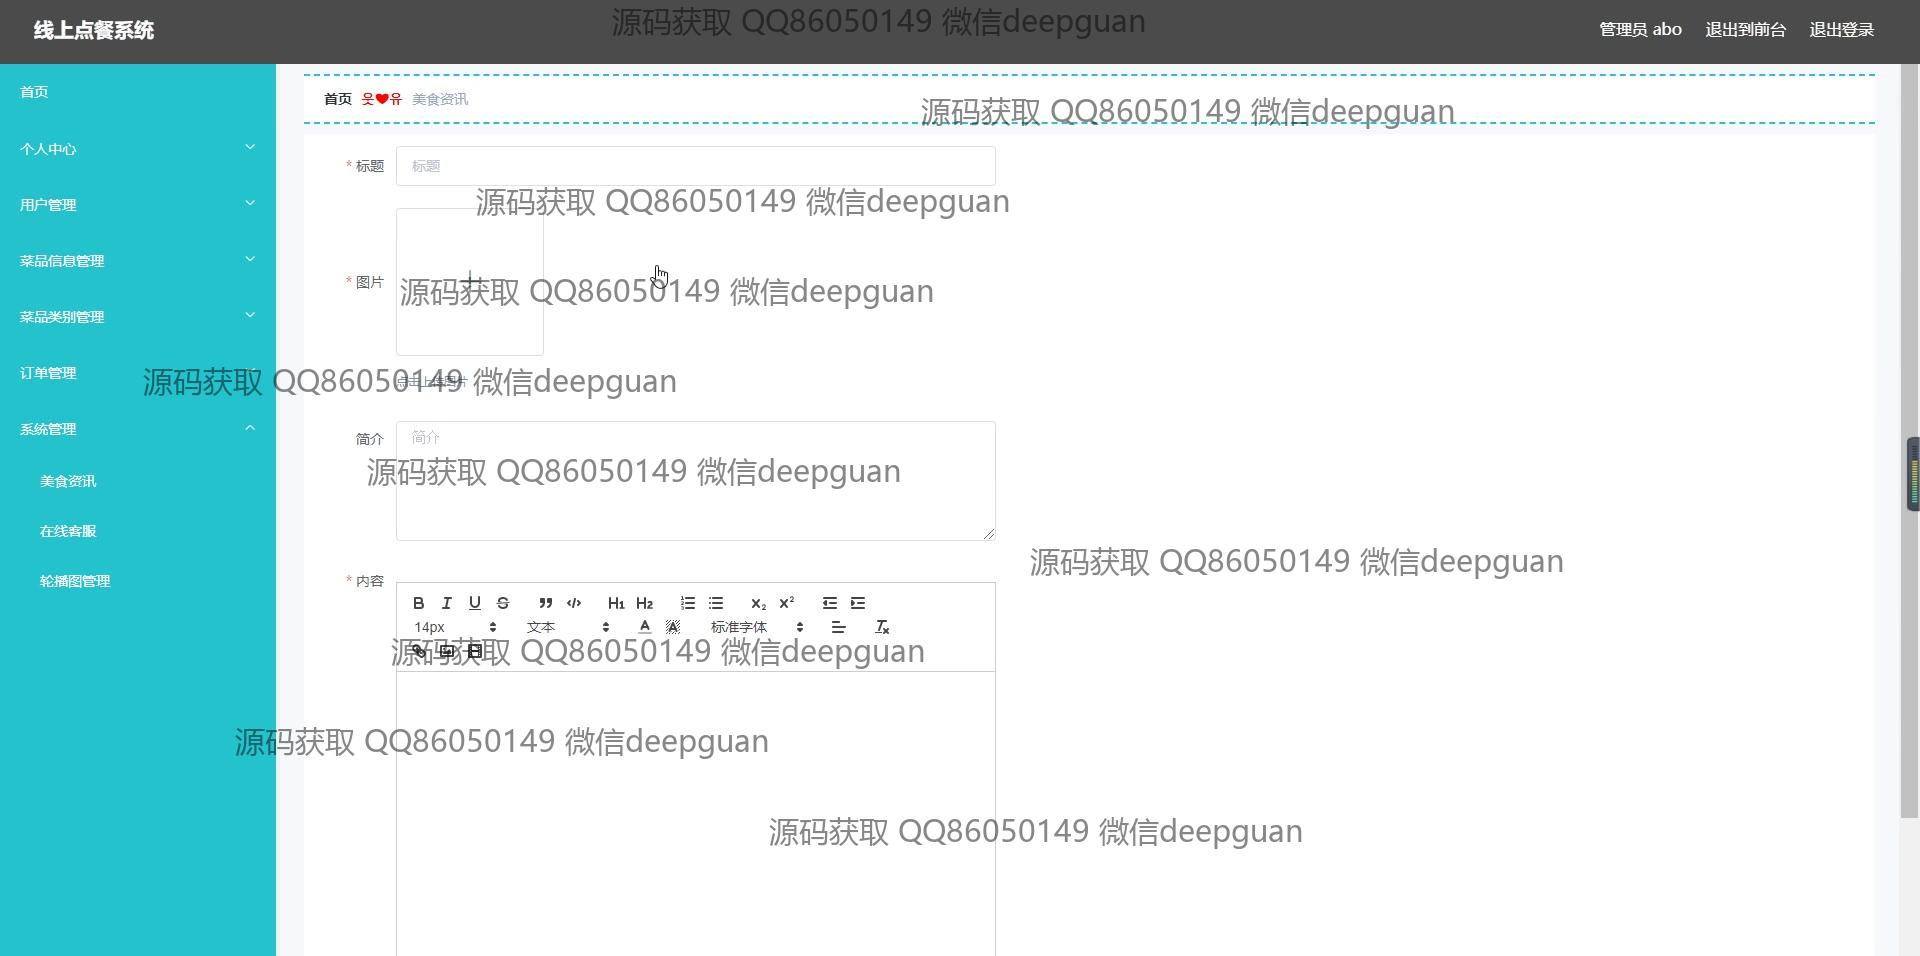 线上点餐系统
源码获取 QQ86050149 微信deepguan
管理员 abo 退出到前台 退出登录
首页
首页 웃❤유 美食资讯
源码获取 QQ86050149 微信deepguan
个人中心
* 标题 标题
用户管理
源码获取 QQ86050149 微信deepguan
菜品信息管理
* 图片
源码获取 QQ86050149 微信deepguan
菜品类别管理
订单管理
源码获取 QQ86050149 微信deepguan
点击上传图片
系统管理
简介 简介
源码获取 QQ86050149 微信deepguan
美食资讯
在线客服
源码获取 QQ86050149 微信deepguan
轮播图管理
* 内容
B I U S ” </> H1 H2 X2 X²
14px 文本 A A 标准字体 Tx
源码获取 QQ86050149 微信deepguan
源码获取 QQ86050149 微信deepguan
源码获取 QQ86050149 微信deepguan